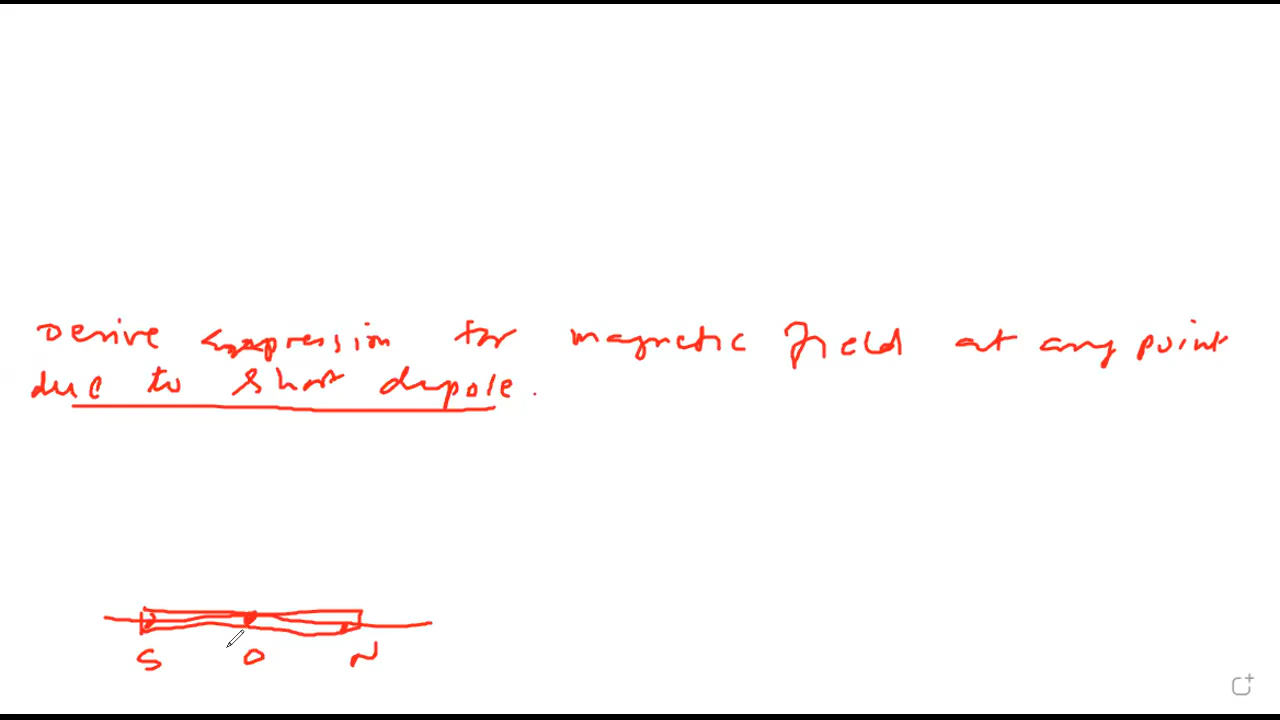 Derive expression for magnetic field at any point
due to short dipole.
S O N